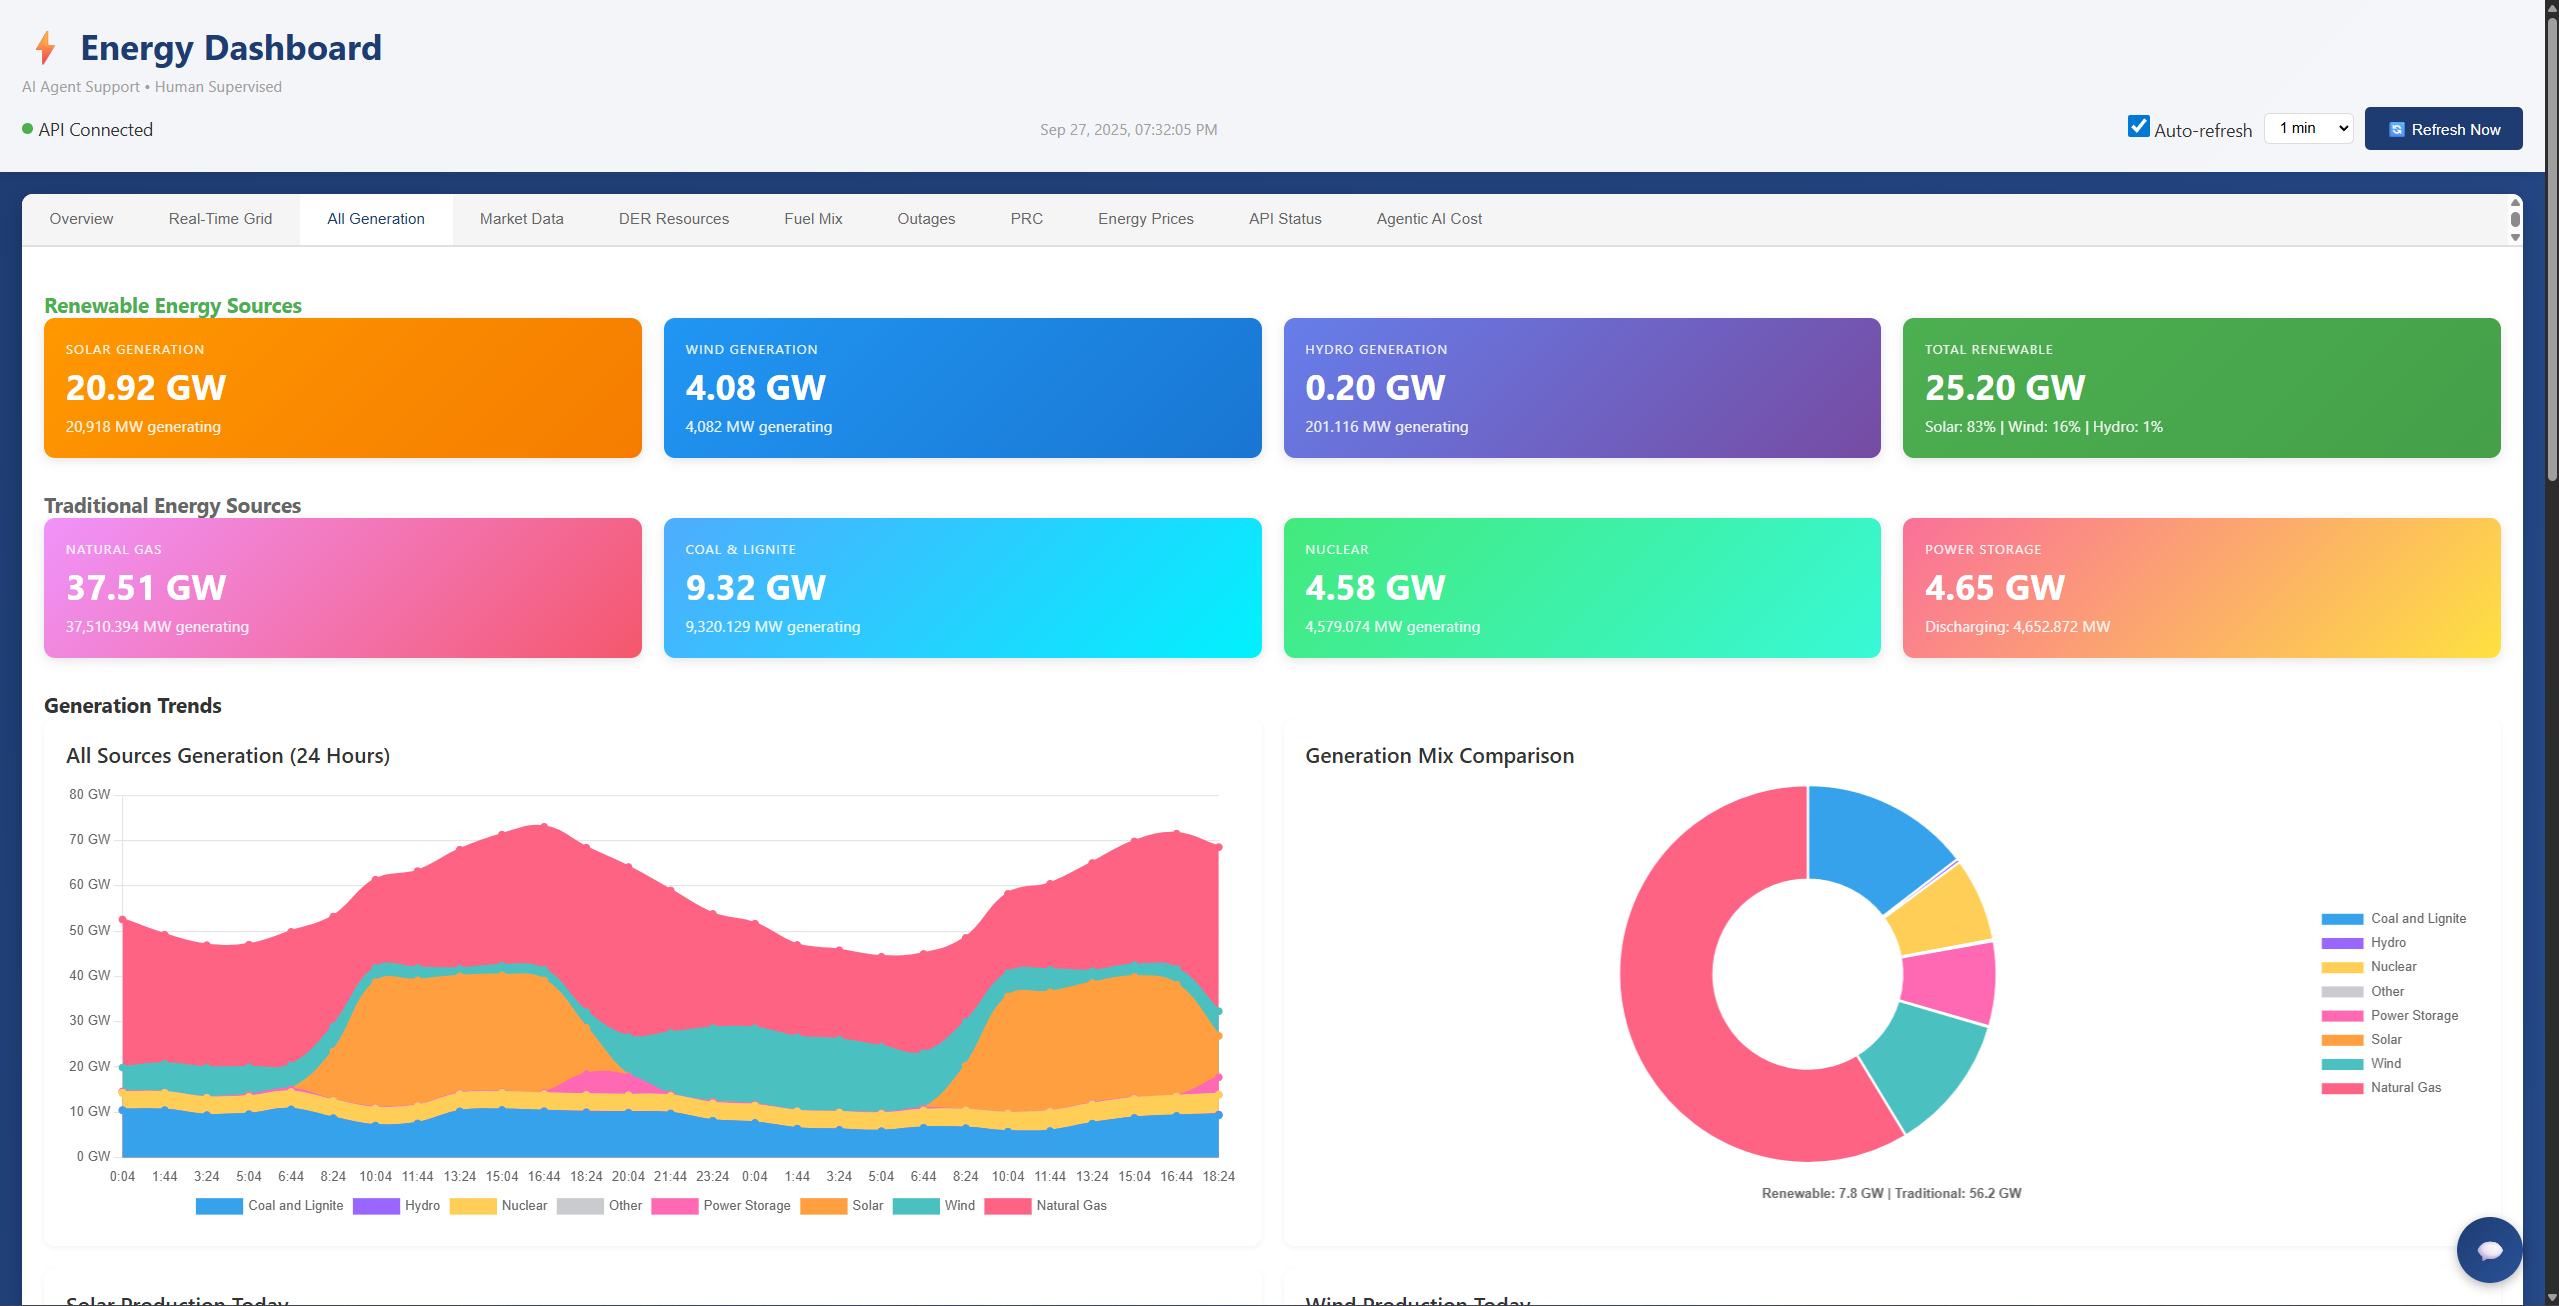 Energy Dashboard
AI Agent Support • Human Supervised
API Connected
Sep 27, 2025, 07:32:05 PM
Auto-refresh
1 min
Refresh Now
Overview Real-Time Grid All Generation Market Data DER Resources Fuel Mix Outages PRC Energy Prices API Status Agentic AI Cost
Renewable Energy Sources
SOLAR GENERATION
20.92 GW
20,918 MW generating
WIND GENERATION
4.08 GW
4,082 MW generating
HYDRO GENERATION
0.20 GW
201.116 MW generating
TOTAL RENEWABLE
25.20 GW
Solar: 83% | Wind: 16% | Hydro: 1%
Traditional Energy Sources
NATURAL GAS
37.51 GW
37,510.394 MW generating
COAL & LIGNITE
9.32 GW
9,320.129 MW generating
NUCLEAR
4.58 GW
4,579.074 MW generating
POWER STORAGE
4.65 GW
Discharging: 4,652.872 MW
Generation Trends
All Sources Generation (24 Hours)
80 GW
70 GW
60 GW
50 GW
40 GW
30 GW
20 GW
10 GW
0 GW
0:04 1:44 3:24 5:04 6:44 8:24 10:04 11:44 13:24 15:04 16:44 18:24 20:04 21:44 23:24 0:04 1:44 3:24 5:04 6:44 8:24 10:04 11:44 13:24 15:04 16:44 18:24
Coal and Lignite Hydro Nuclear Other Power Storage Solar Wind Natural Gas
Generation Mix Comparison
Coal and Lignite
Hydro
Nuclear
Other
Power Storage
Solar
Wind
Natural Gas
Renewable: 7.8 GW | Traditional: 56.2 GW
Solar Production Today
Wind Production Today